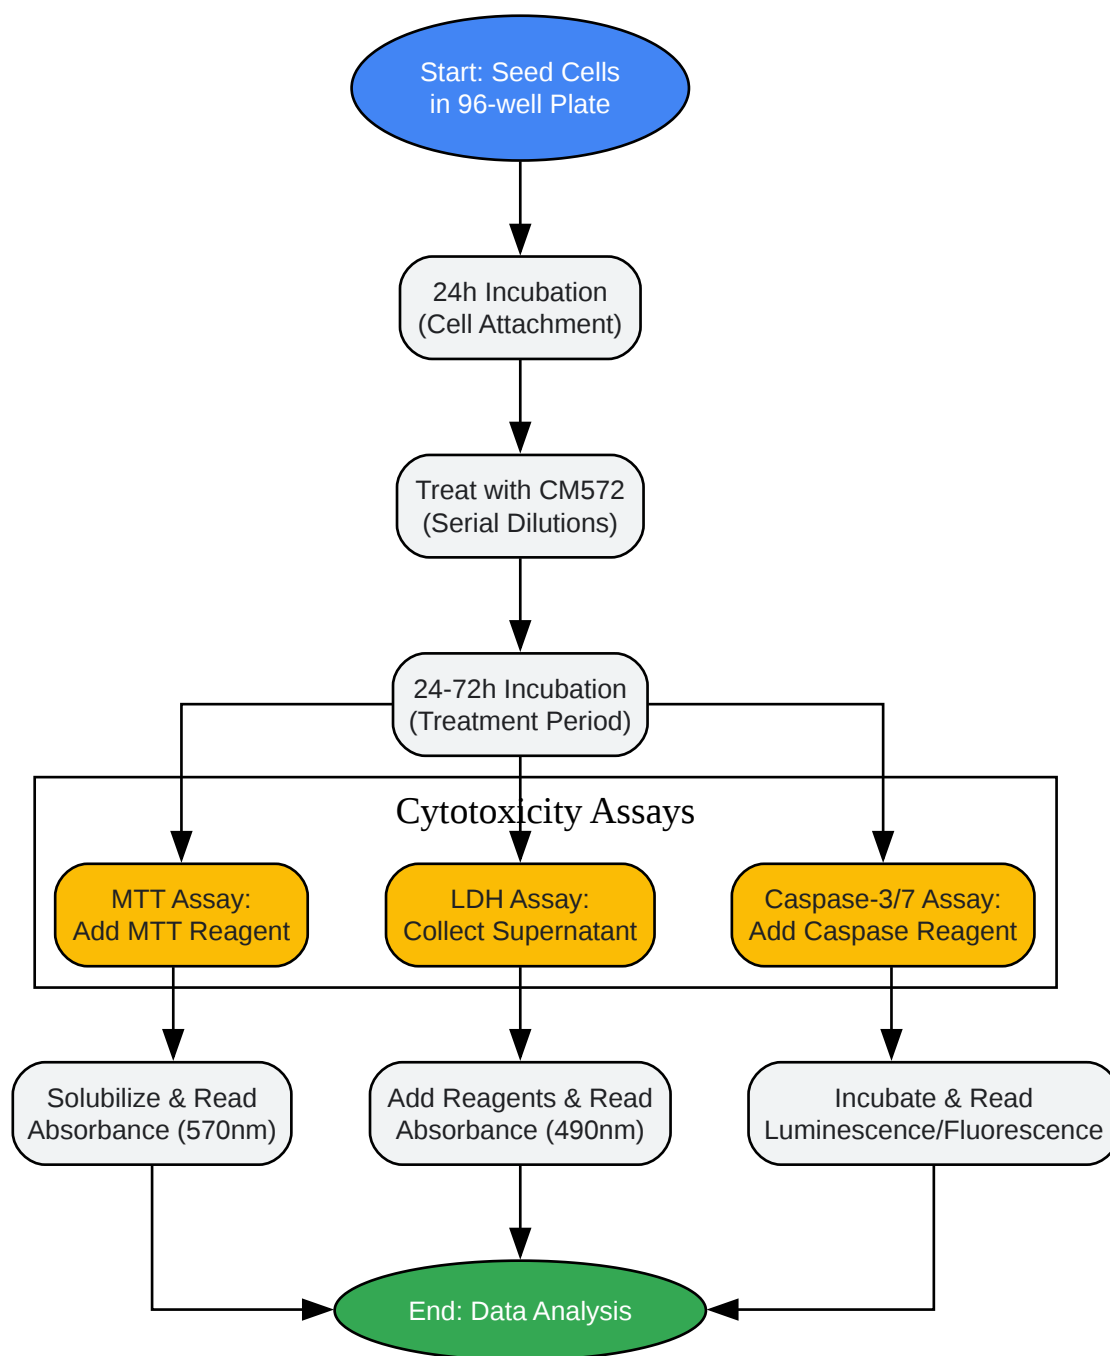 Start: Seed Cells
in 96-well Plate
24h Incubation
(Cell Attachment)
Treat with CM572
(Serial Dilutions)
24-72h Incubation
(Treatment Period)
Cytotoxicity Assays
MTT Assay:
Add MTT Reagent
LDH Assay:
Collect Supernatant
Caspase-3/7 Assay:
Add Caspase Reagent
Solubilize & Read
Absorbance (570nm)
Add Reagents & Read
Absorbance (490nm)
Incubate & Read
Luminescence/Fluorescence
End: Data Analysis